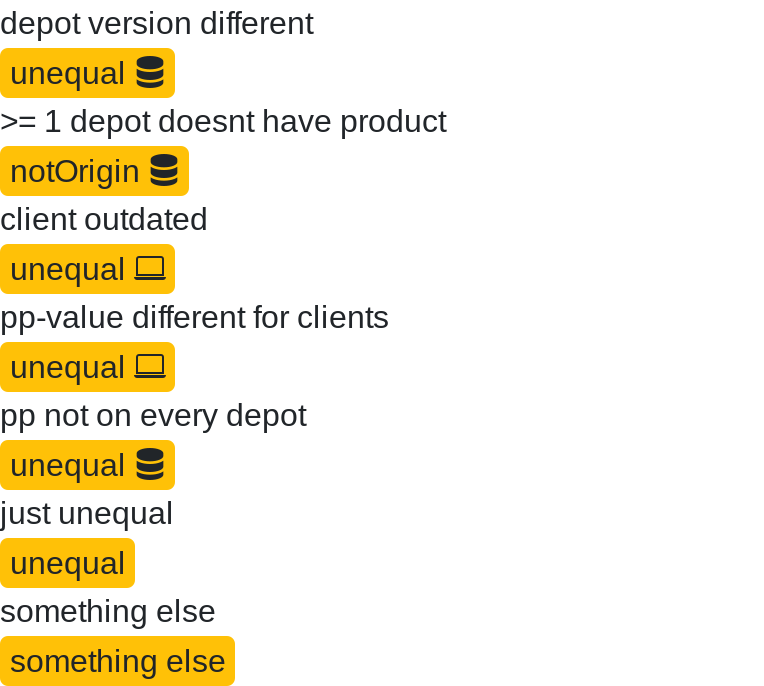 depot version different
unequal
>= 1 depot doesnt have product
notOrigin
client outdated
unequal
pp-value different for clients
unequal
pp not on every depot
unequal
just unequal
unequal
something else
something else